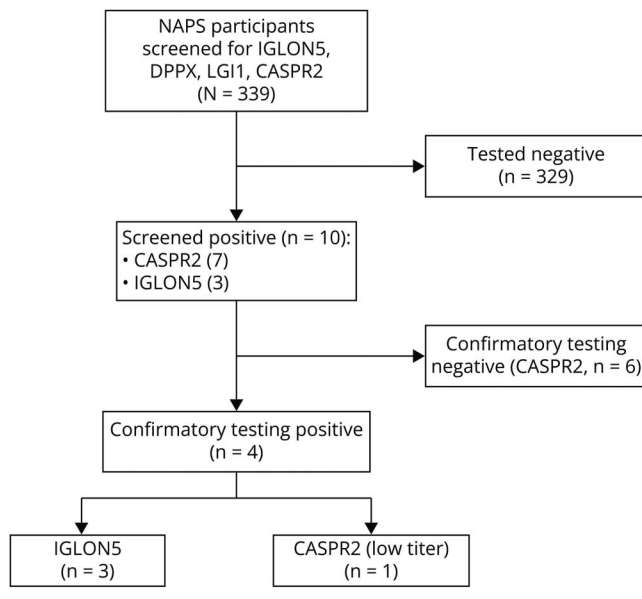 NAPS participants
screened for IGLON5,
DPPX, LGI1, CASPR2
(N = 339)
Tested negative
(n = 329)
Screened positive (n = 10):
• CASPR2 (7)
• IGLON5 (3)
Confirmatory testing
negative (CASPR2, n = 6)
Confirmatory testing positive
(n = 4)
IGLON5
(n = 3)
CASPR2 (low titer)
(n = 1)